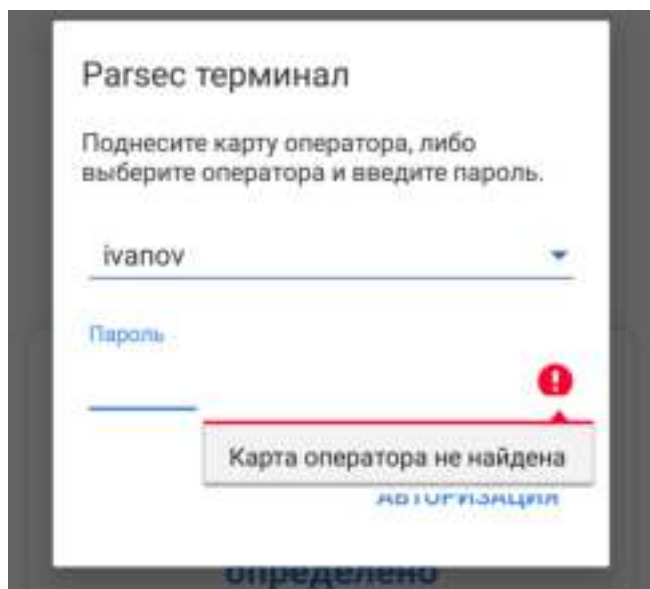 Parsec терминал
Поднесите карту оператора, либо
выберите оператора и введите пароль.
ivanov
Пароль
Карта оператора не найдена
АВТОРИЗАЦИЯ
определено